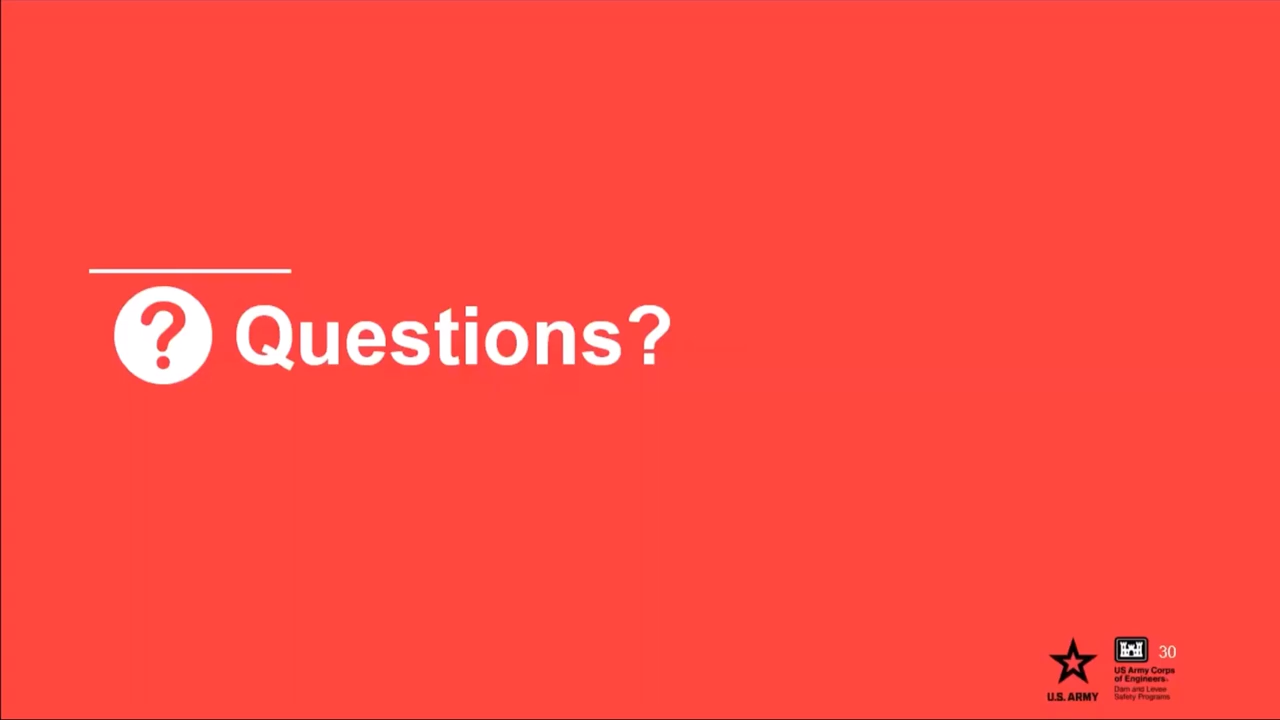 ? Questions?
30
U.S. ARMY
US Army Corps
of Engineers®
Dam and Levee
Safety Programs